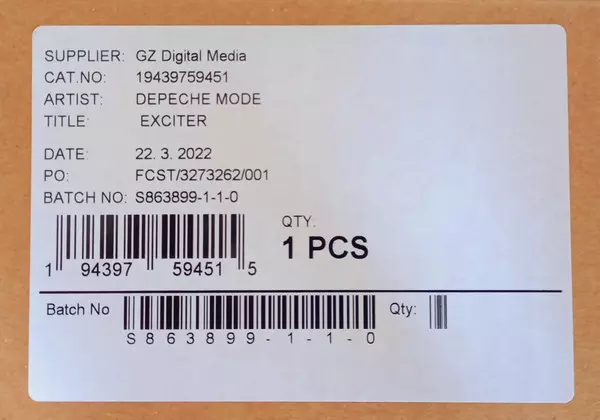 SUPPLIER: GZ Digital Media
CAT.NO: 19439759451
ARTIST: DEPECHE MODE
TITLE: EXCITER
DATE: 22. 3. 2022
PO: FCST/3273262/001
BATCH NO: S863899-1-1-0
QTY.
1 PCS
1 94397 59451 5
Batch No
Qty:
S863899-1-1-0